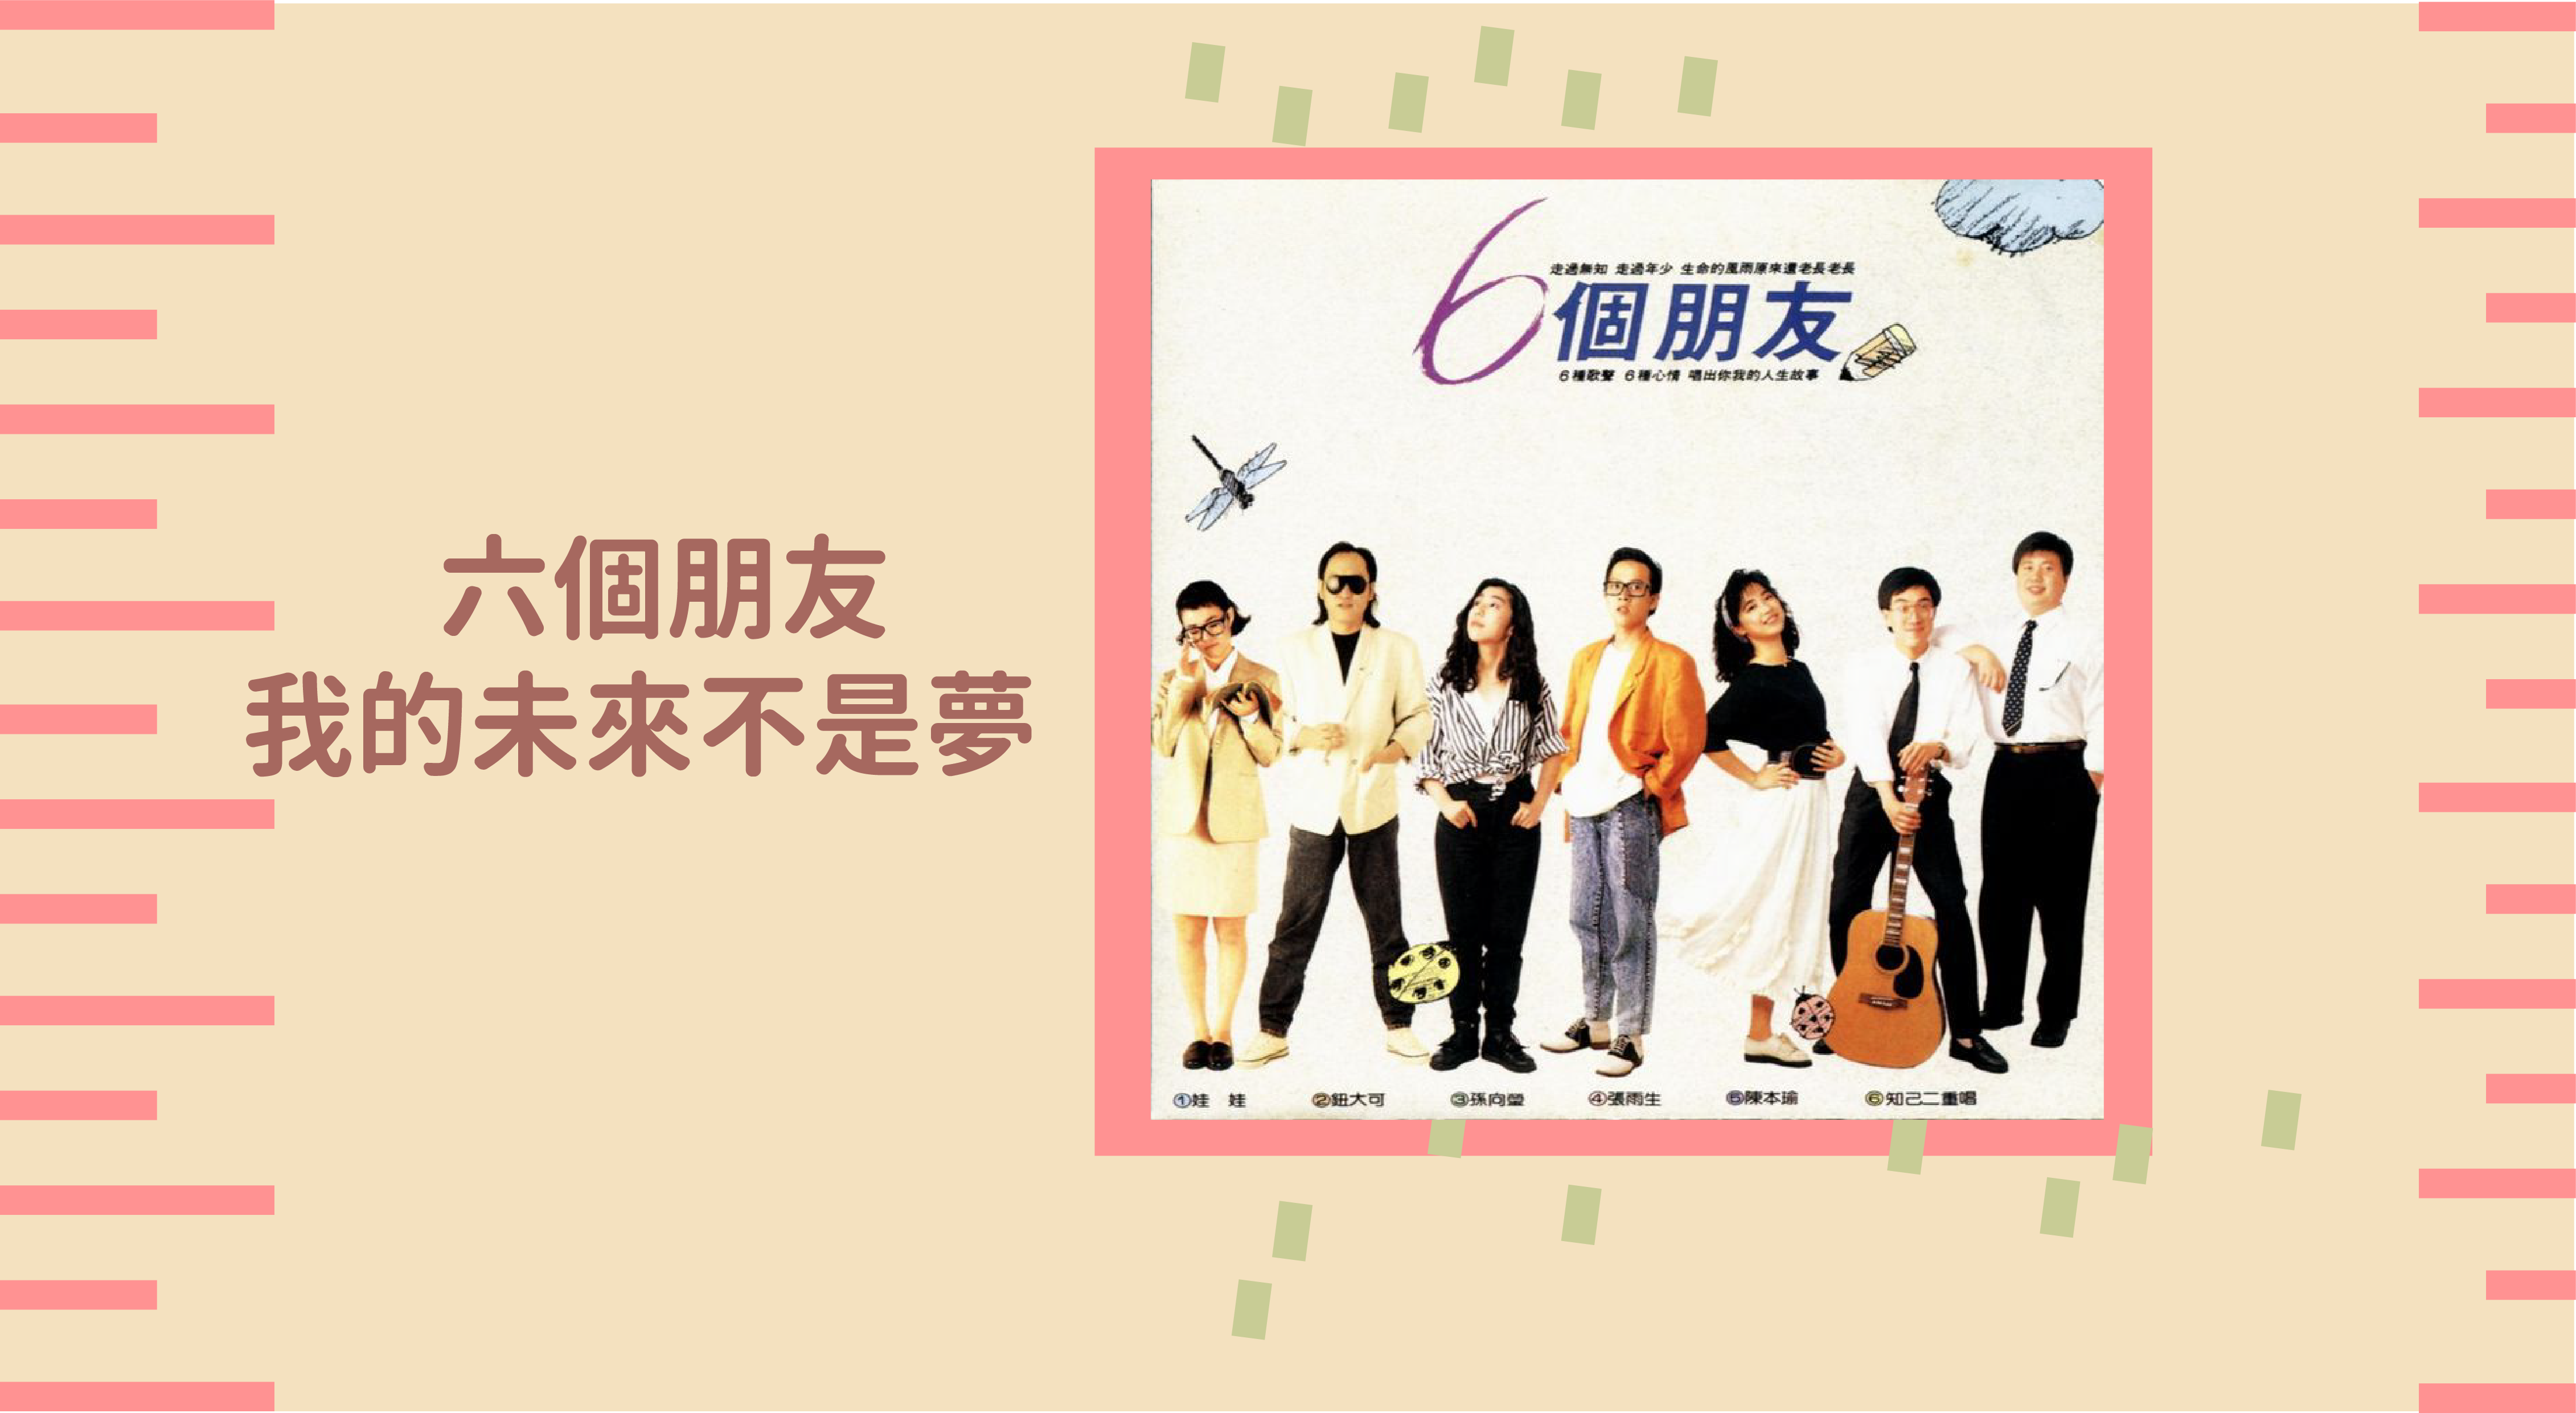 六個朋友
我的未來不是夢
走過無知 走過年少 生命的風雨原來還老長老長
6個朋友
6種歌聲 6種心情 唱出你我的人生故事
①娃 娃 ②鈕大可 ③孫向瑩 ④張雨生 ⑤陳本瑜 ⑥知己二重唱